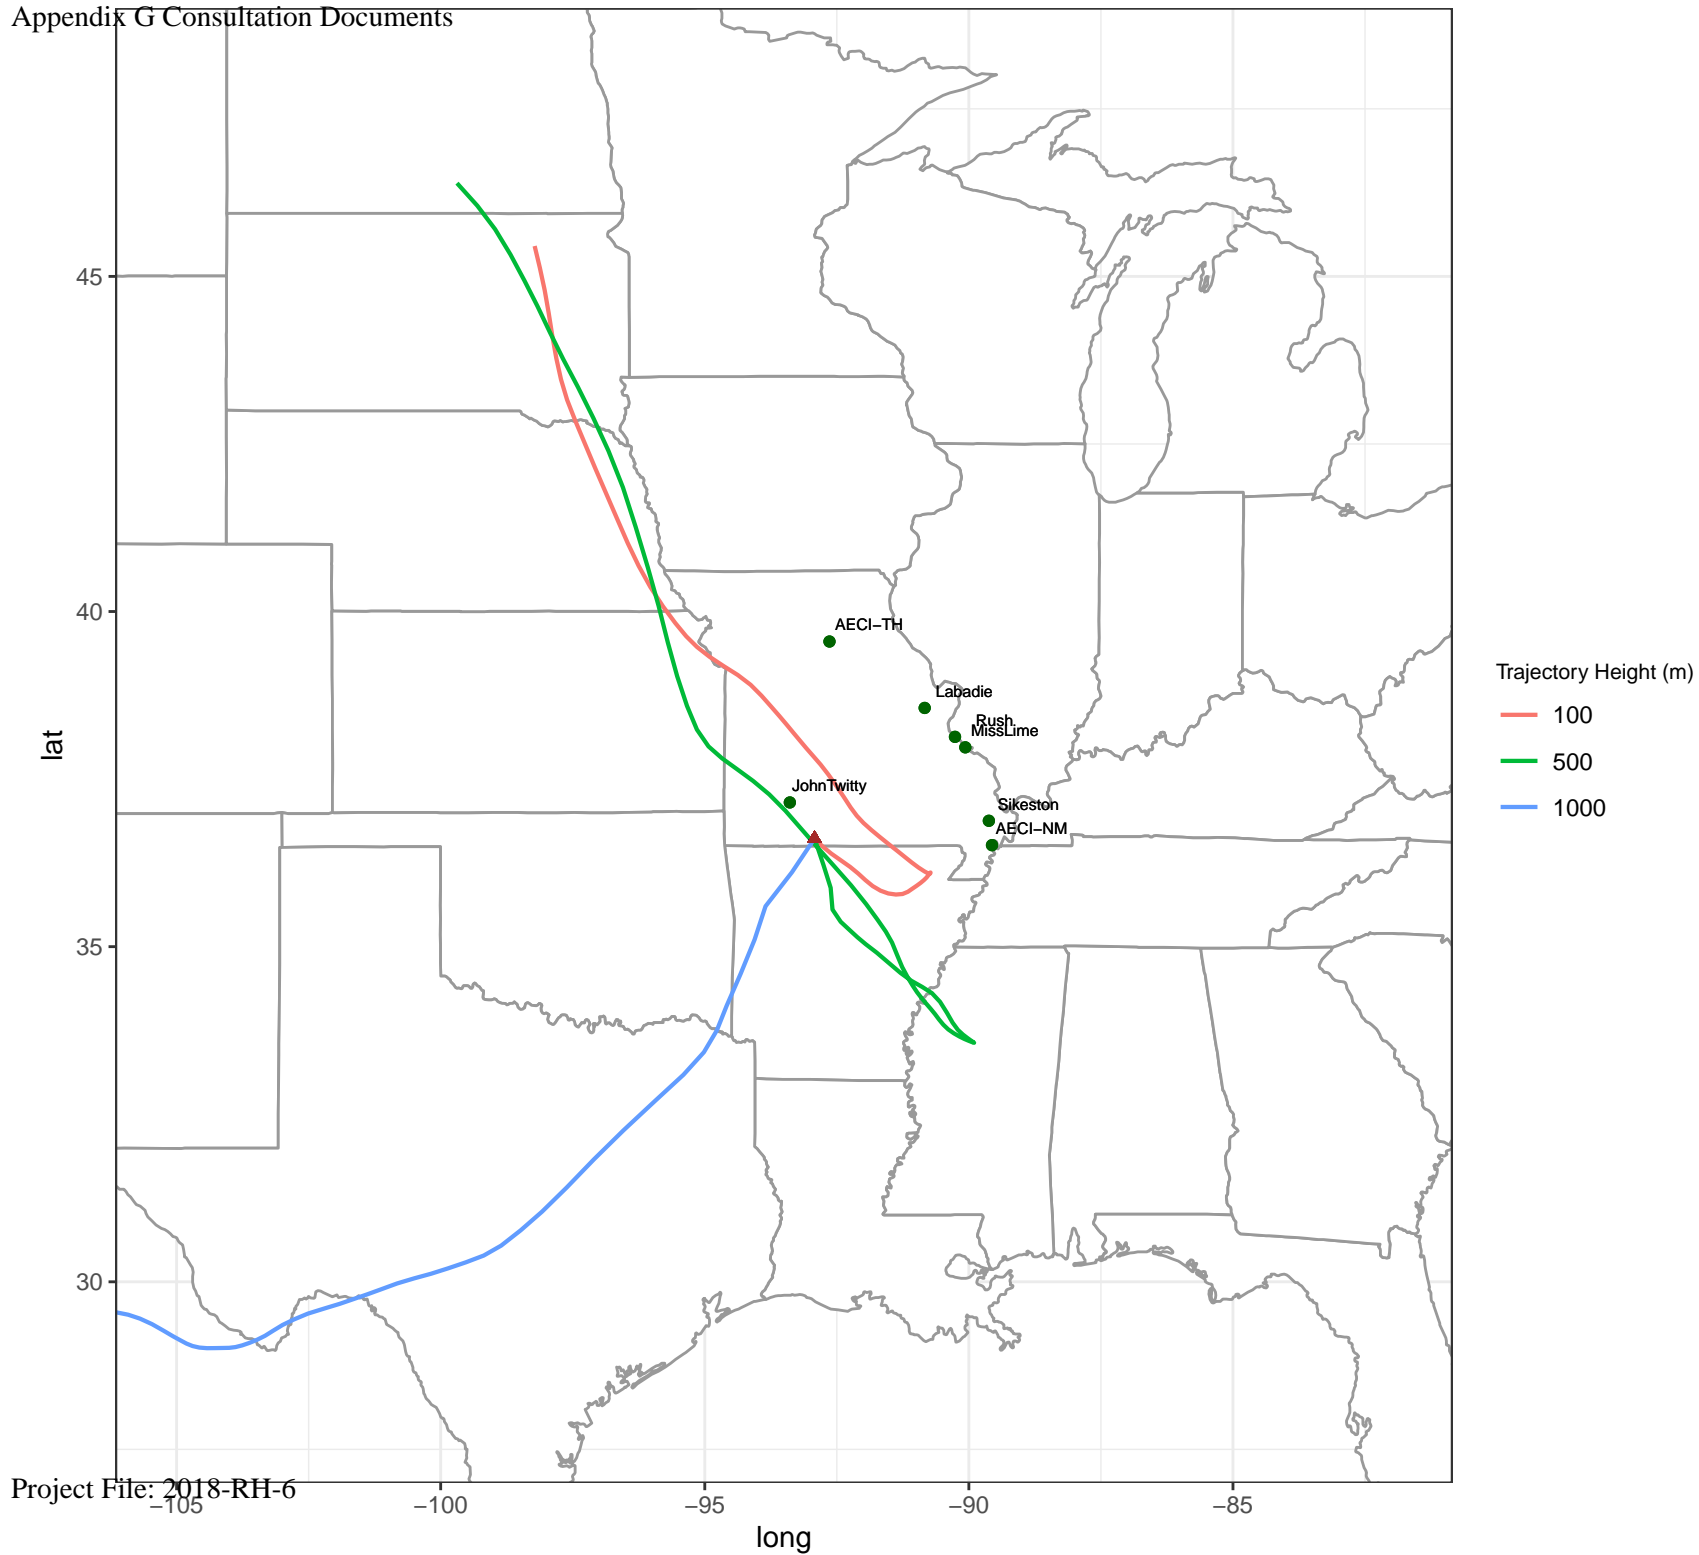 Appendix G Consultation Documents
45
40
35
30
lat
AECI−TH
Labadie
Rush
MissLime
JohnTwitty
Sikeston
AECI−NM
Trajectory Height (m)
100
500
1000
Project File: 2018-RH-6
−105
−100
−95
−90
−85
long